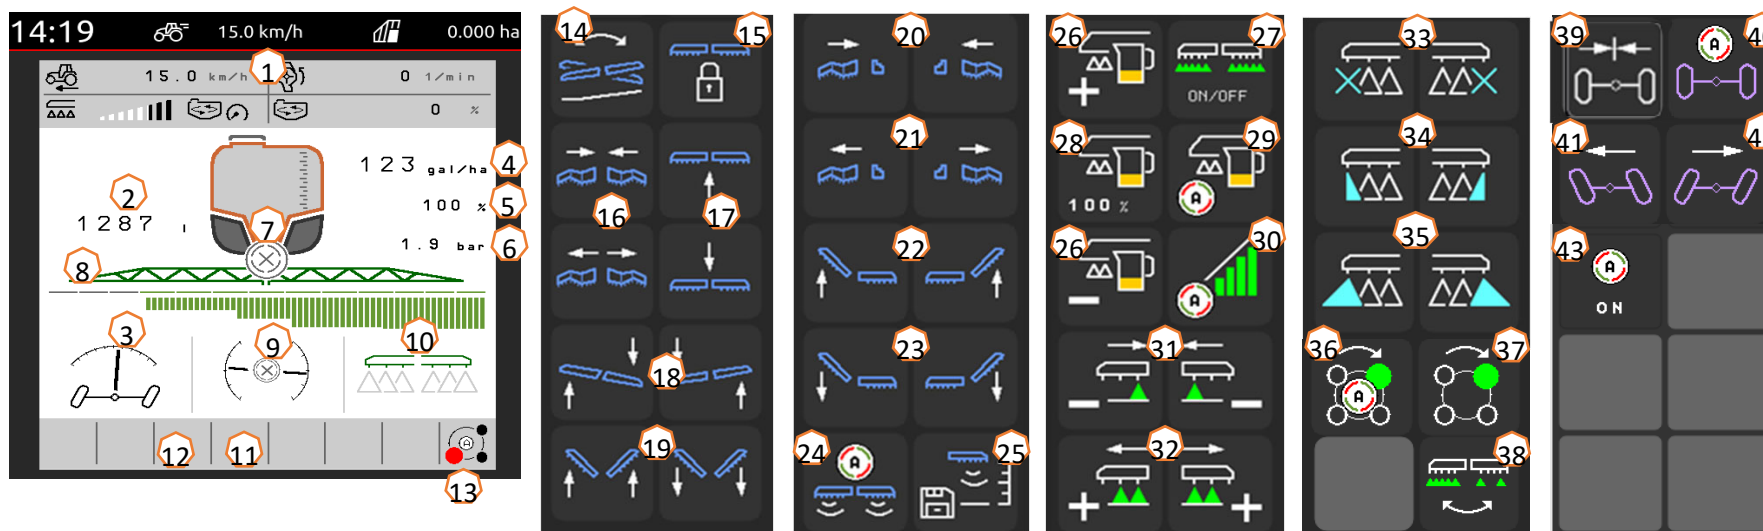 14:19 15.0 km/h 0.000 ha
15.0 km/h 1 0 1/min
0 %
2 1287 l
123 gal/ha 4
100 % 5
1.9 bar 6
7
8
3 9 10
A
12 11 13
14 15
16 17
18
19
20
21
22
23
24 A 25
26 27
ON/OFF
28 29
100 % A
26 30
A
31
32
33
34
35
36 37
A
38
39 A
41
43
A
ON